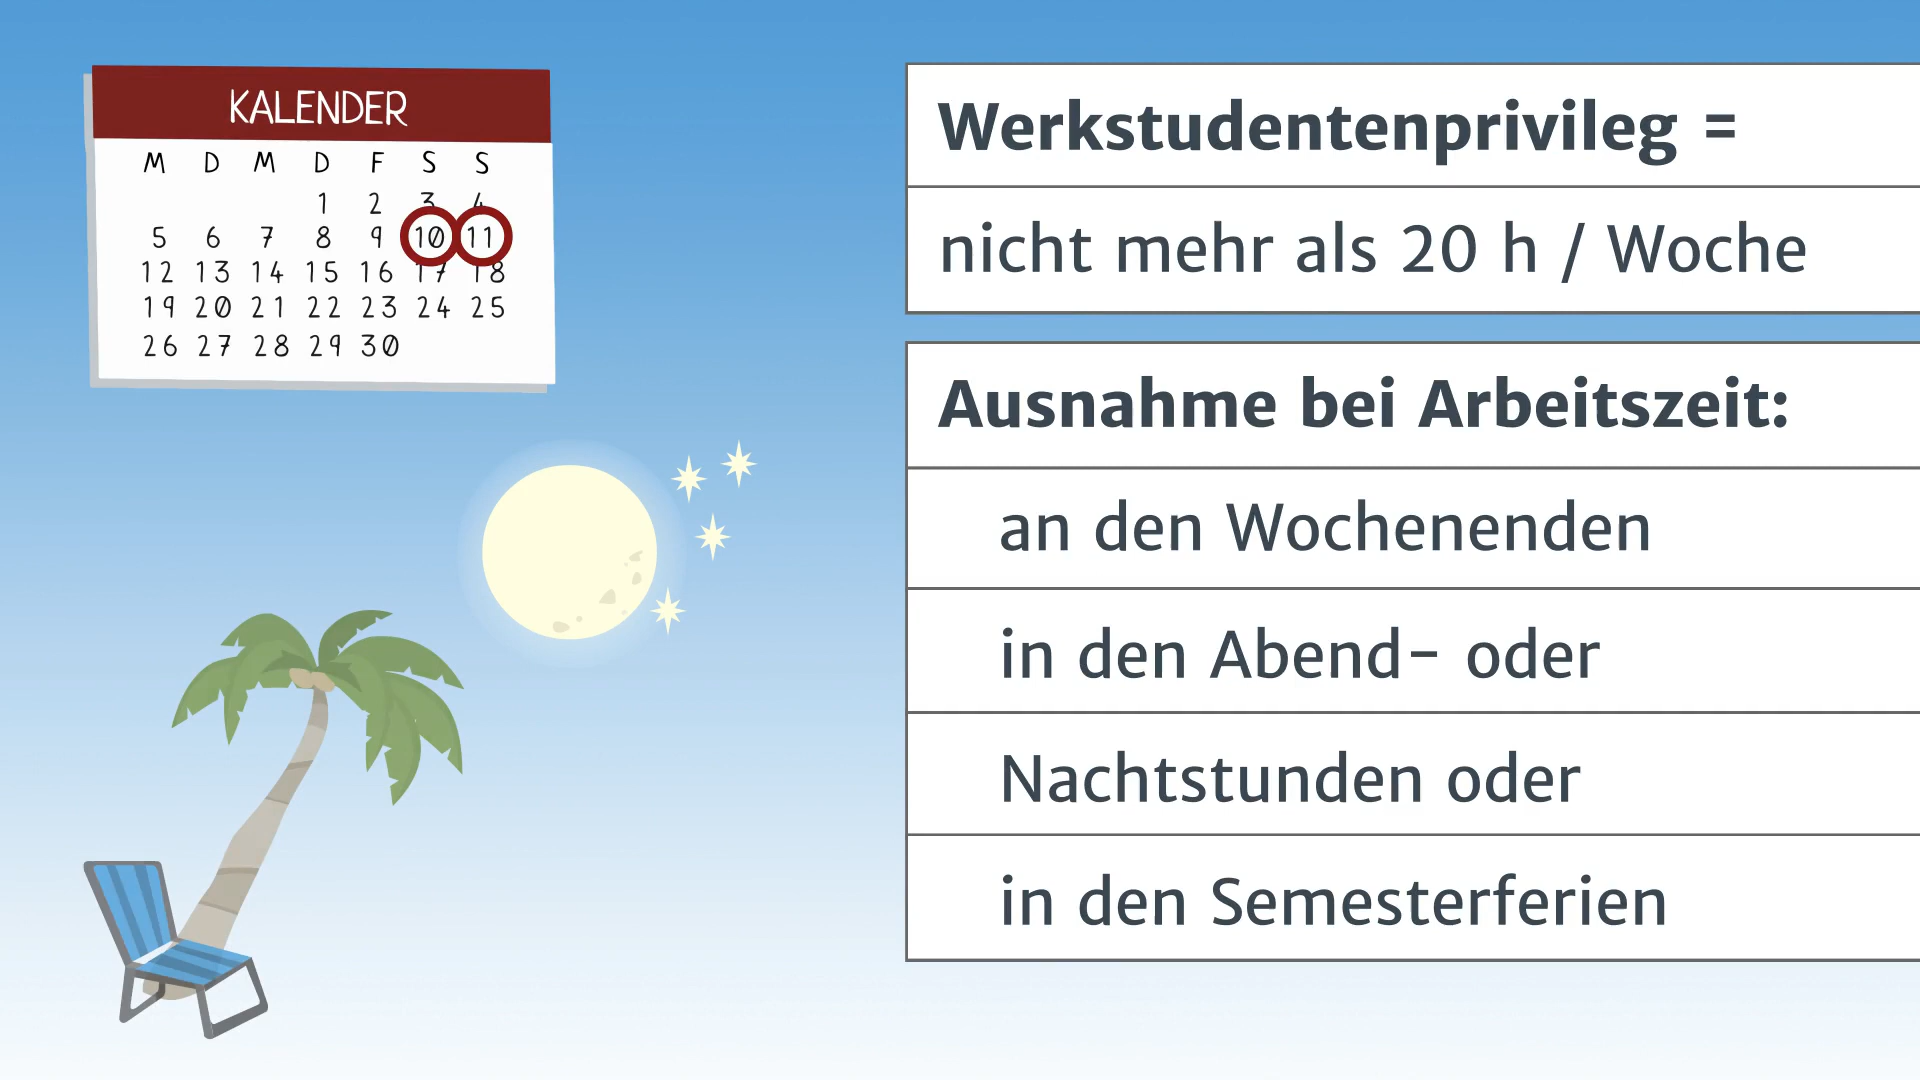 KALENDER
M D M D F S S
1 2 3 4
5 6 7 8 9 10 11
12 13 14 15 16 17 18
19 20 21 22 23 24 25
26 27 28 29 30
Werkstudentenprivileg =
nicht mehr als 20 h / Woche
Ausnahme bei Arbeitszeit:
an den Wochenenden
in den Abend- oder
Nachtstunden oder
in den Semesterferien